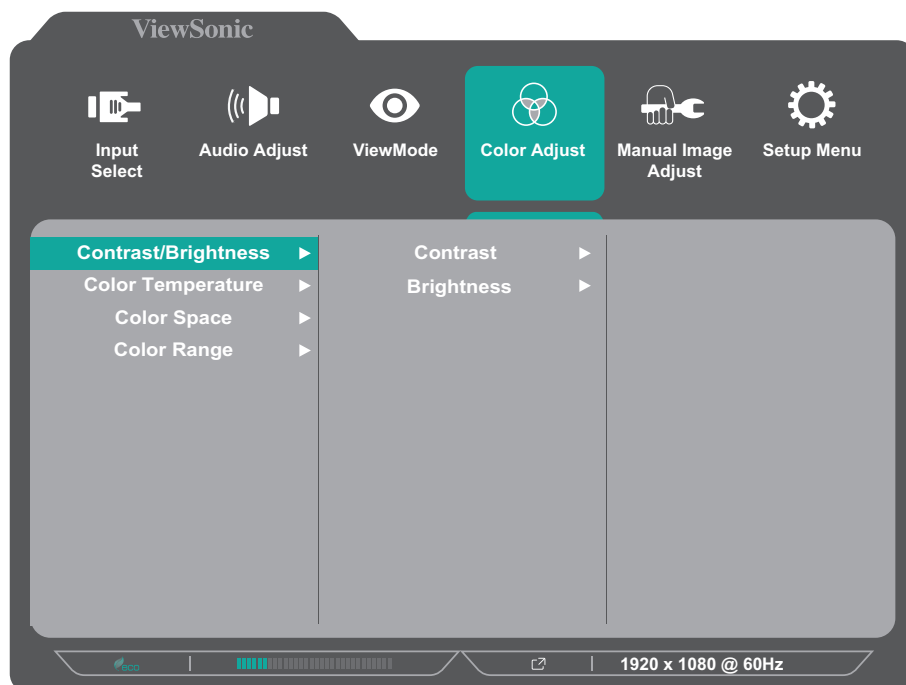 ViewSonic
Input Select
Audio Adjust
ViewMode
Color Adjust
Manual Image Adjust
Setup Menu
Contrast/Brightness
Color Temperature
Color Space
Color Range
Contrast
Brightness
eco
1920 x 1080 @ 60Hz